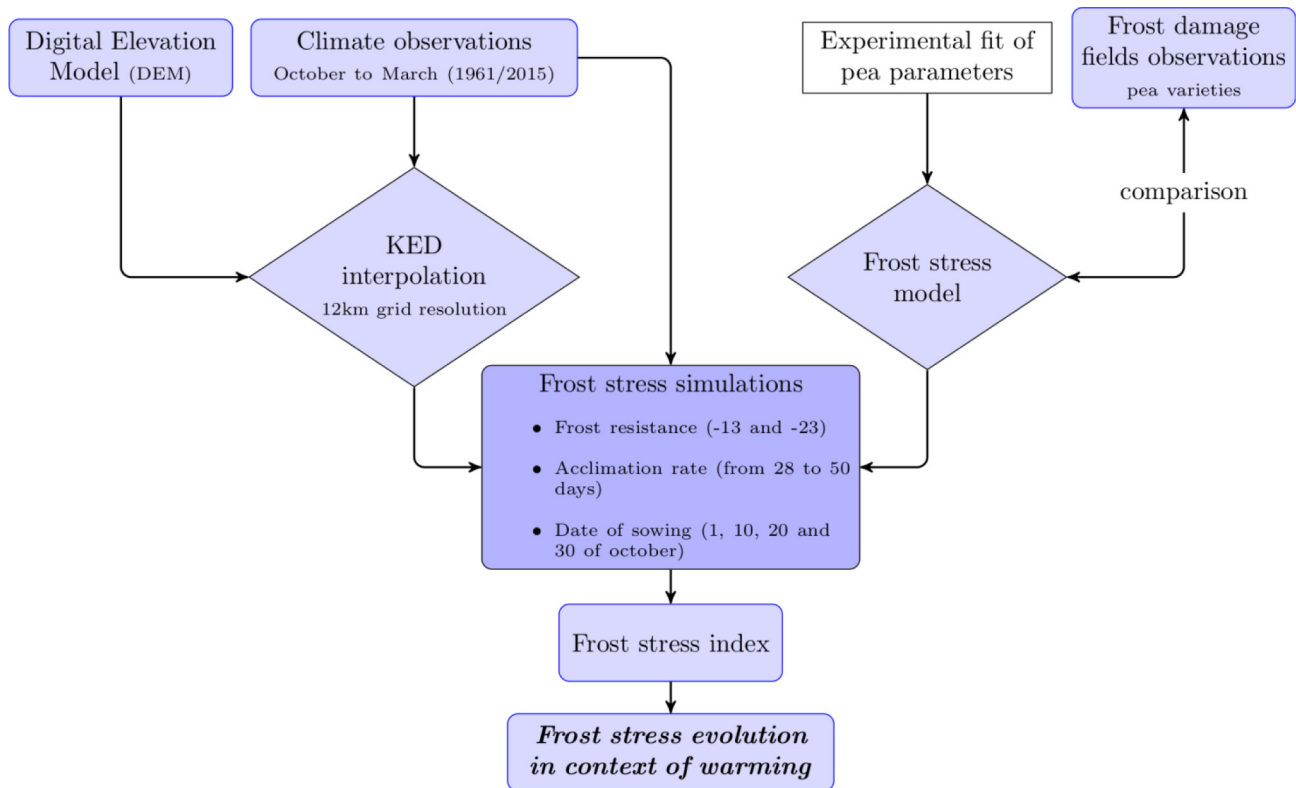 Digital Elevation
Model (DEM)
Climate observations
October to March (1961/2015)
Experimental fit of
pea parameters
Frost damage
fields observations
pea varieties
comparison
KED
interpolation
12km grid resolution
Frost stress
model
Frost stress simulations
• Frost resistance (-13 and -23)
• Acclimation rate (from 28 to 50
days)
• Date of sowing (1, 10, 20 and
30 of october)
Frost stress index
Frost stress evolution
in context of warming